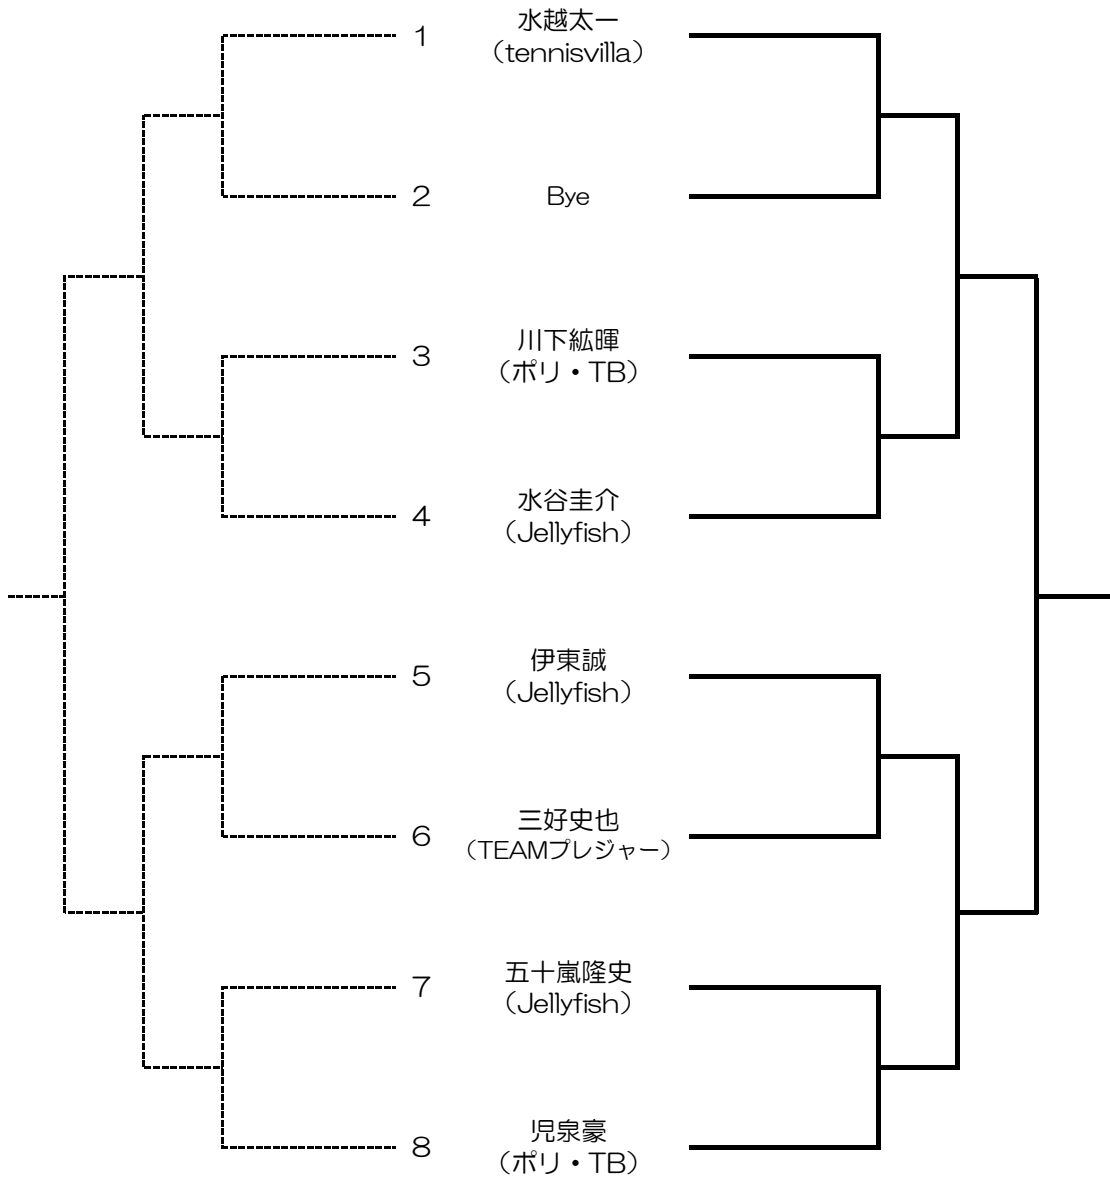 1
水越太一
（tennisvilla）
2
Bye
3
川下紘暉
（ポリ・TB）
4
水谷圭介
（Jellyfish）
5
伊東誠
（Jellyfish）
6
三好史也
（TEAMプレジャー）
7
五十嵐隆史
（Jellyfish）
8
児泉豪
（ポリ・TB）